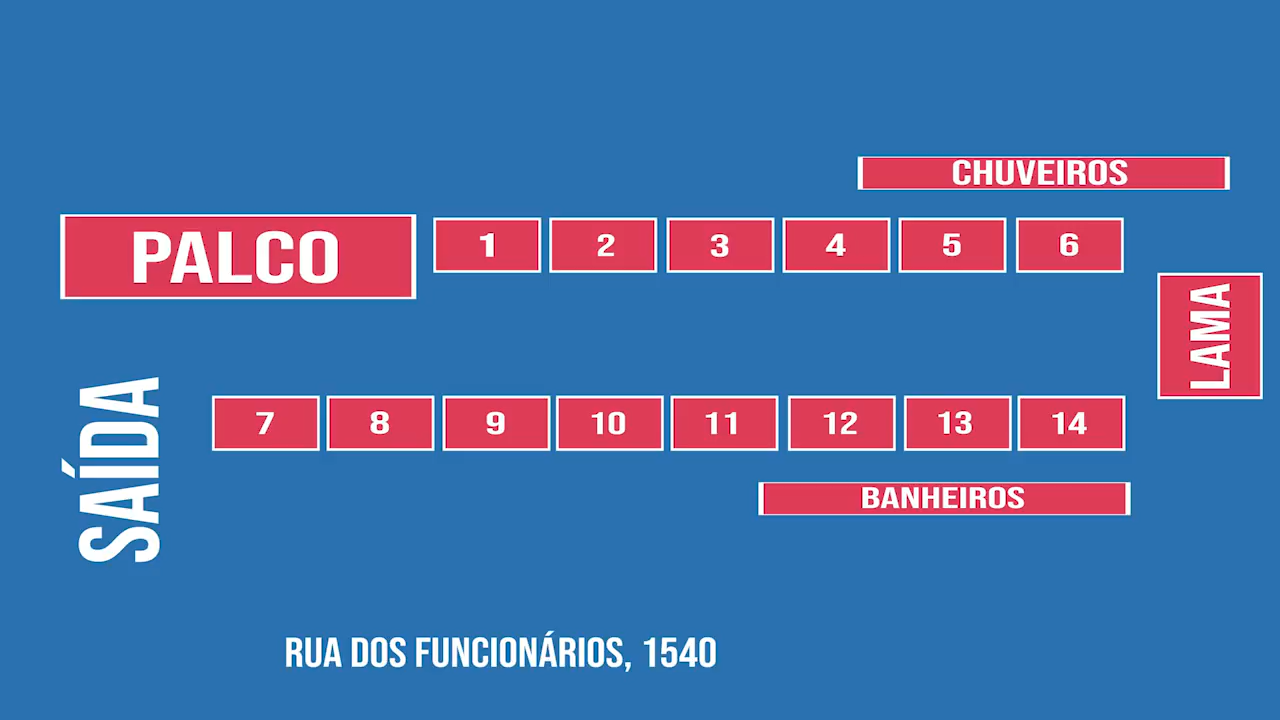 CHUVEIROS
PALCO
1 2 3 4 5 6
LAMA
SAÍDA
7 8 9 10 11 12 13 14
BANHEIROS
RUA DOS FUNCIONÁRIOS, 1540